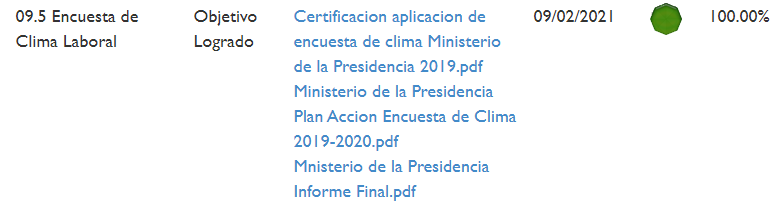 09.5 Encuesta de
Clima Laboral
Objetivo
Logrado
Certificacion aplicacion de
encuesta de clima Ministerio
de la Presidencia 2019.pdf
Ministerio de la Presidencia
Plan Accion Encuesta de Clima
2019-2020.pdf
Mnisterio de la Presidencia
Informe Final.pdf
09/02/2021
100.00%